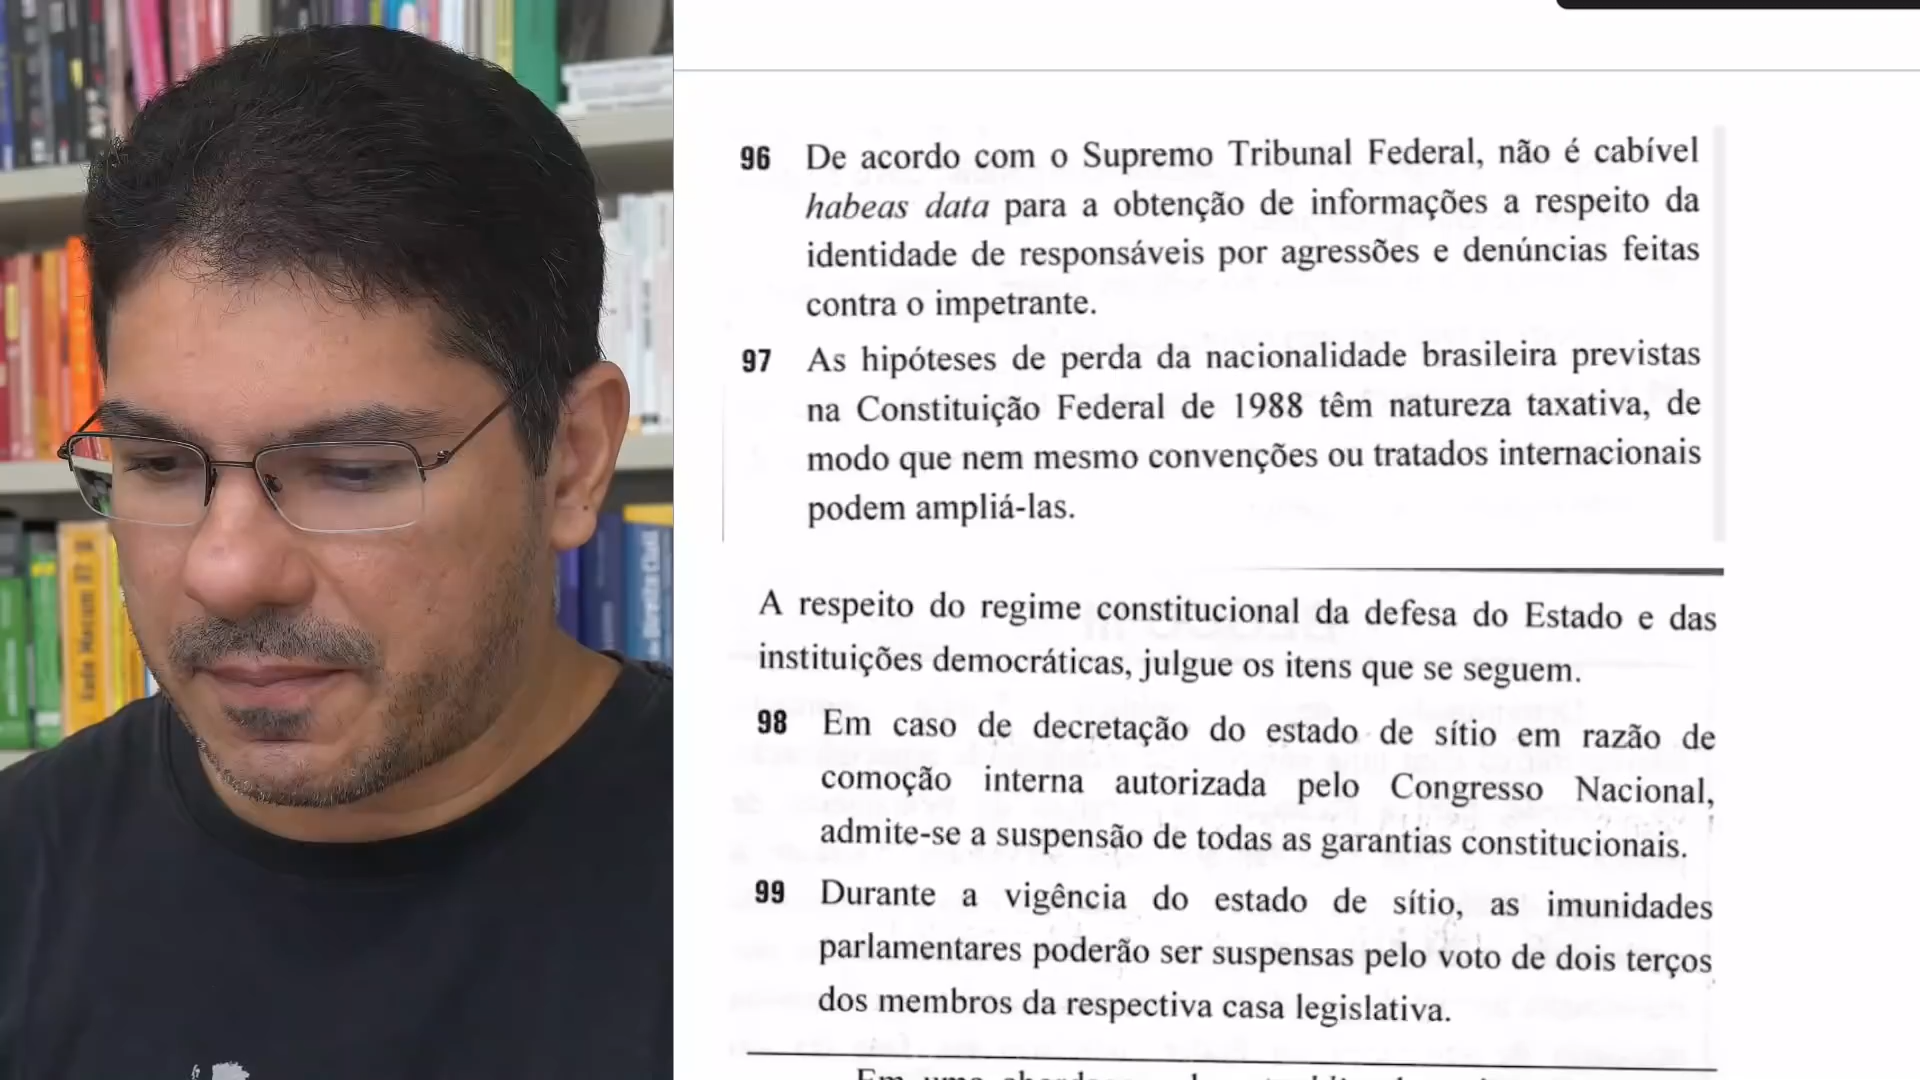 96 De acordo com o Supremo Tribunal Federal, não é cabível
habeas data para a obtenção de informações a respeito da
identidade de responsáveis por agressões e denúncias feitas
contra o impetrante.
97 As hipóteses de perda da nacionalidade brasileira previstas
na Constituição Federal de 1988 têm natureza taxativa, de
modo que nem mesmo convenções ou tratados internacionais
podem ampliá-las.
A respeito do regime constitucional da defesa do Estado e das
instituições democráticas, julgue os itens que se seguem.
98 Em caso de decretação do estado de sítio em razão de
comoção interna autorizada pelo Congresso Nacional,
admite-se a suspensão de todas as garantias constitucionais.
99 Durante a vigência do estado de sítio, as imunidades
parlamentares poderão ser suspensas pelo voto de dois terços
dos membros da respectiva casa legislativa.
Em uma